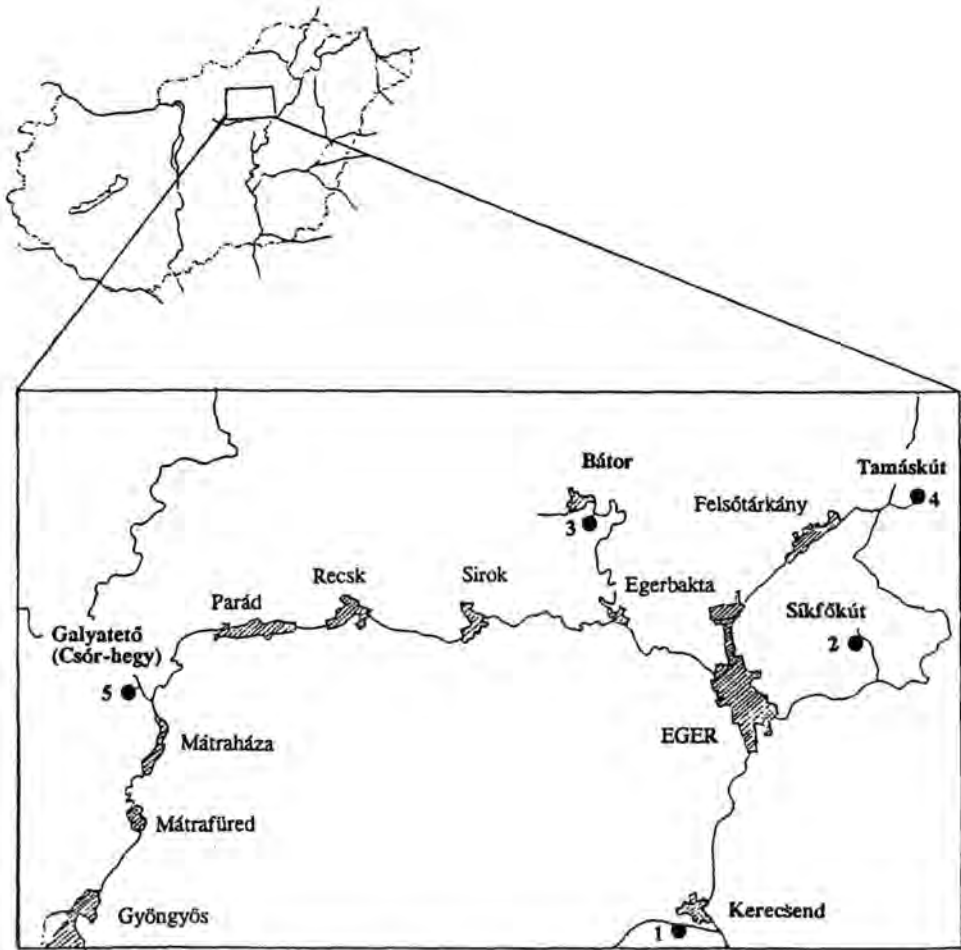 Bátor
Tamáskút
3
4
Felsőtárkány
Recsk
Sirok
Egerbakta
Parád
Síkfőkút
2
Galyatető
(Csór-hegy)
5
EGER
Mátraháza
Mátrafüred
Gyöngyös
Kerecsend
1